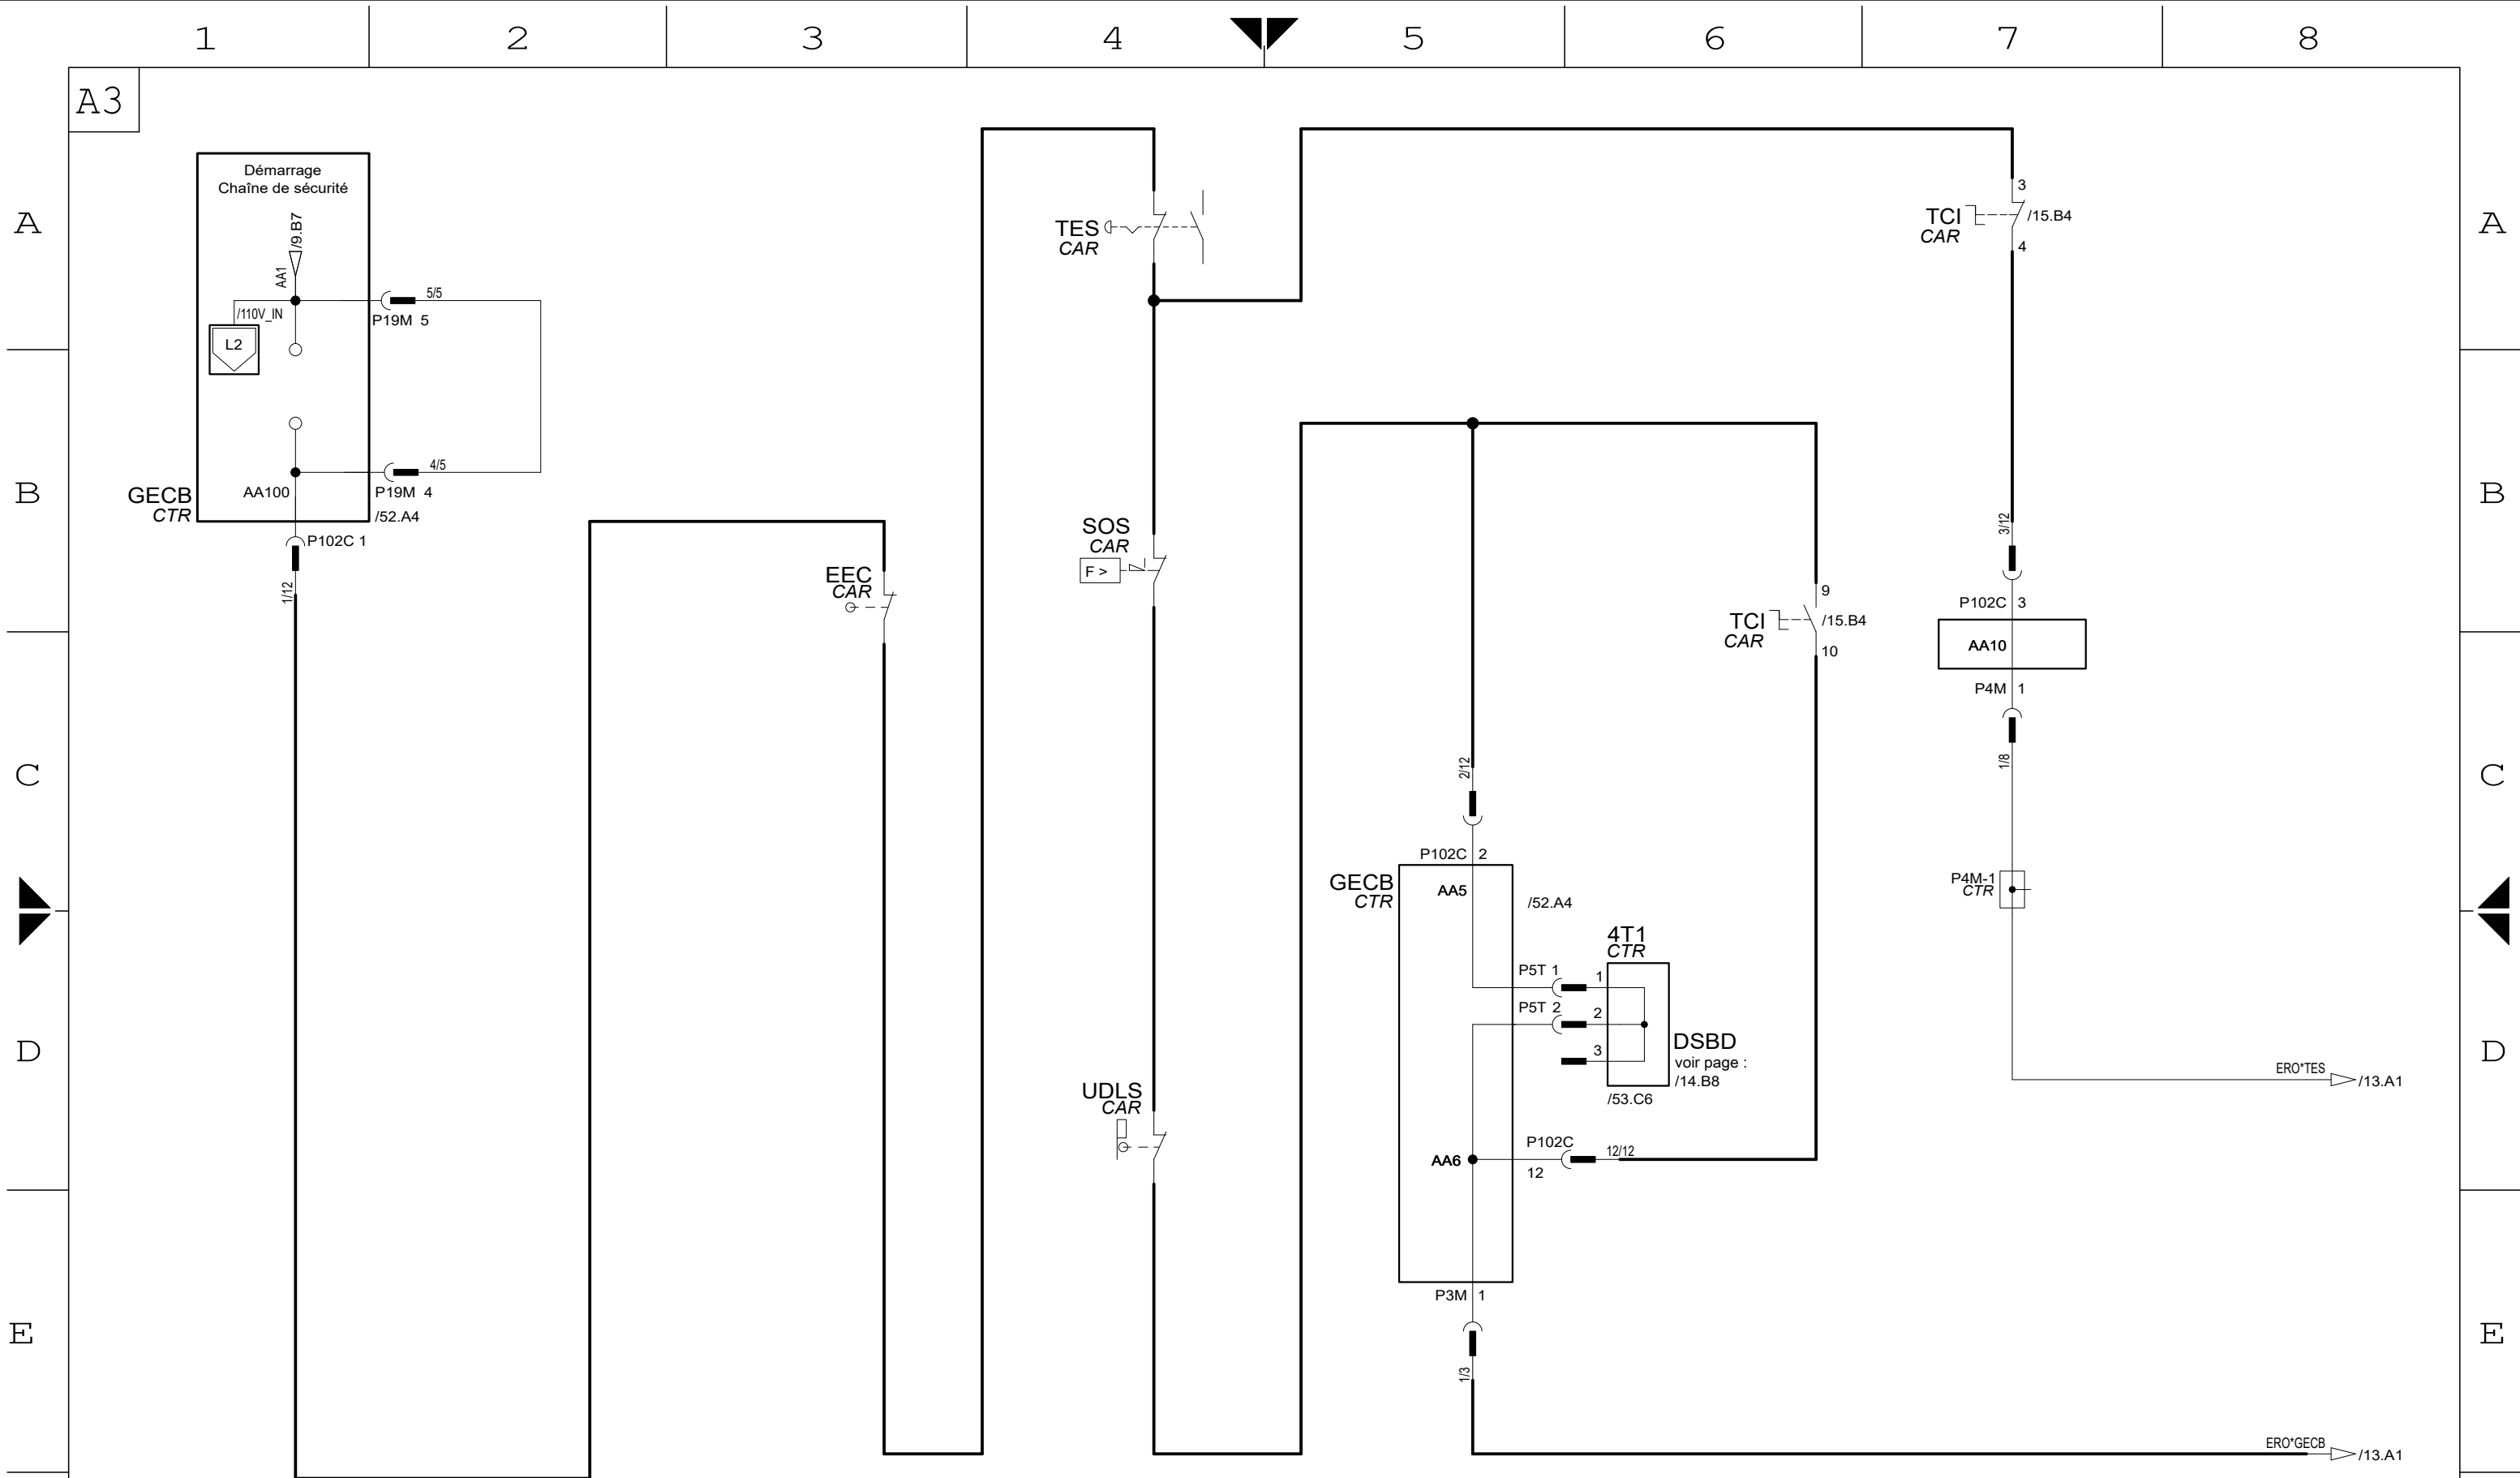 1 2 3 4 5 6 7 8
A3
A
A
Démarrage
Chaîne de sécurité
AA1
/9.B7
/110V_IN
L2
5/5
P19M 5
4/5
P19M 4
AA100
GECB
CTR
/52.A4
P102C 1
1/12
B
B
EEC
CAR
TES
CAR
SOS
CAR
F >
UDLS
CAR
TCI
CAR
3
/15.B4
4
9
TCI
CAR
/15.B4
10
3/12
P102C 3
AA10
P4M 1
1/8
C
C
2/12
P102C 2
GECB
CTR
AA5
/52.A4
P4M-1
CTR
4T1
CTR
P5T 1
1
P5T 2
2
3
DSBD
voir page :
/14.B8
/53.C6
D
D
ERO*TES
/13.A1
P102C
12/12
AA6
12
P3M 1
E
E
1/3
ERO*GECB
/13.A1